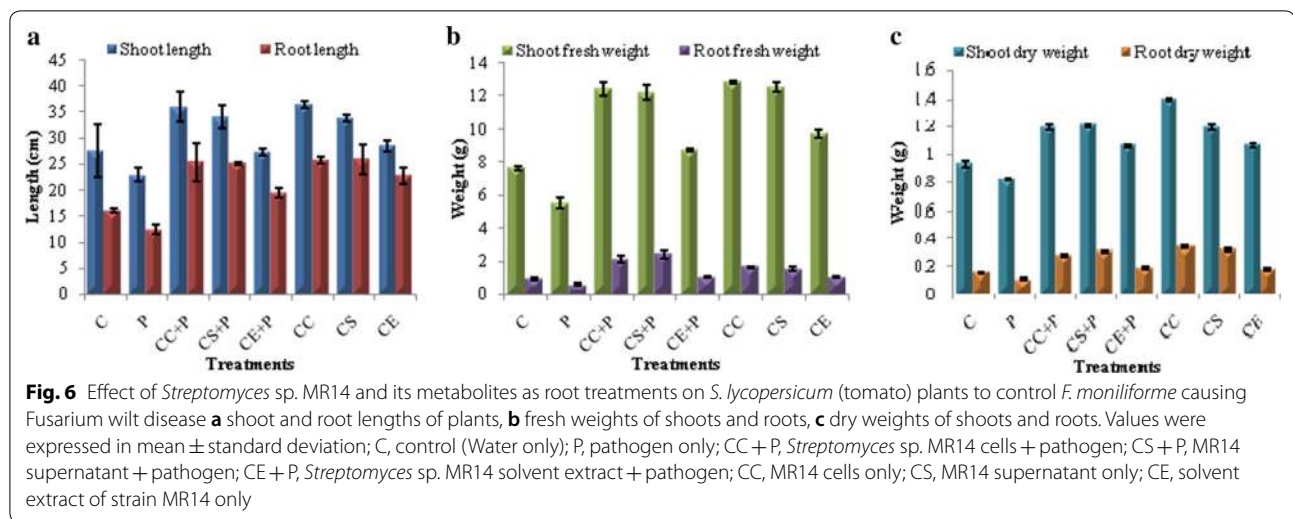 a
Shoot length Root length
45
40
35
30
25
20
15
10
5
0
Length (cm)
C P CC+P CS+P CE+P CC CS CE
Treatments
b
Shoot fresh weight Root fresh weight
14
12
10
8
6
4
2
0
Weight (g)
C P CC+P CS+P CE+P CC CS CE
Treatments
c
Shoot dry weight Root dry weight
1.6
1.4
1.2
1
0.8
0.6
0.4
0.2
0
Weight (g)
C P CC+P CS+P CE+P CC CS CE
Treatments
Fig. 6 Effect of Streptomyces sp. MR14 and its metabolites as root treatments on S. lycopersicum (tomato) plants to control F. moniliforme causing
Fusarium wilt disease a shoot and root lengths of plants, b fresh weights of shoots and roots, c dry weights of shoots and roots. Values were
expressed in mean ± standard deviation; C, control (Water only); P, pathogen only; CC + P, Streptomyces sp. MR14 cells + pathogen; CS + P, MR14
supernatant + pathogen; CE + P, Streptomyces sp. MR14 solvent extract + pathogen; CC, MR14 cells only; CS, MR14 supernatant only; CE, solvent
extract of strain MR14 only